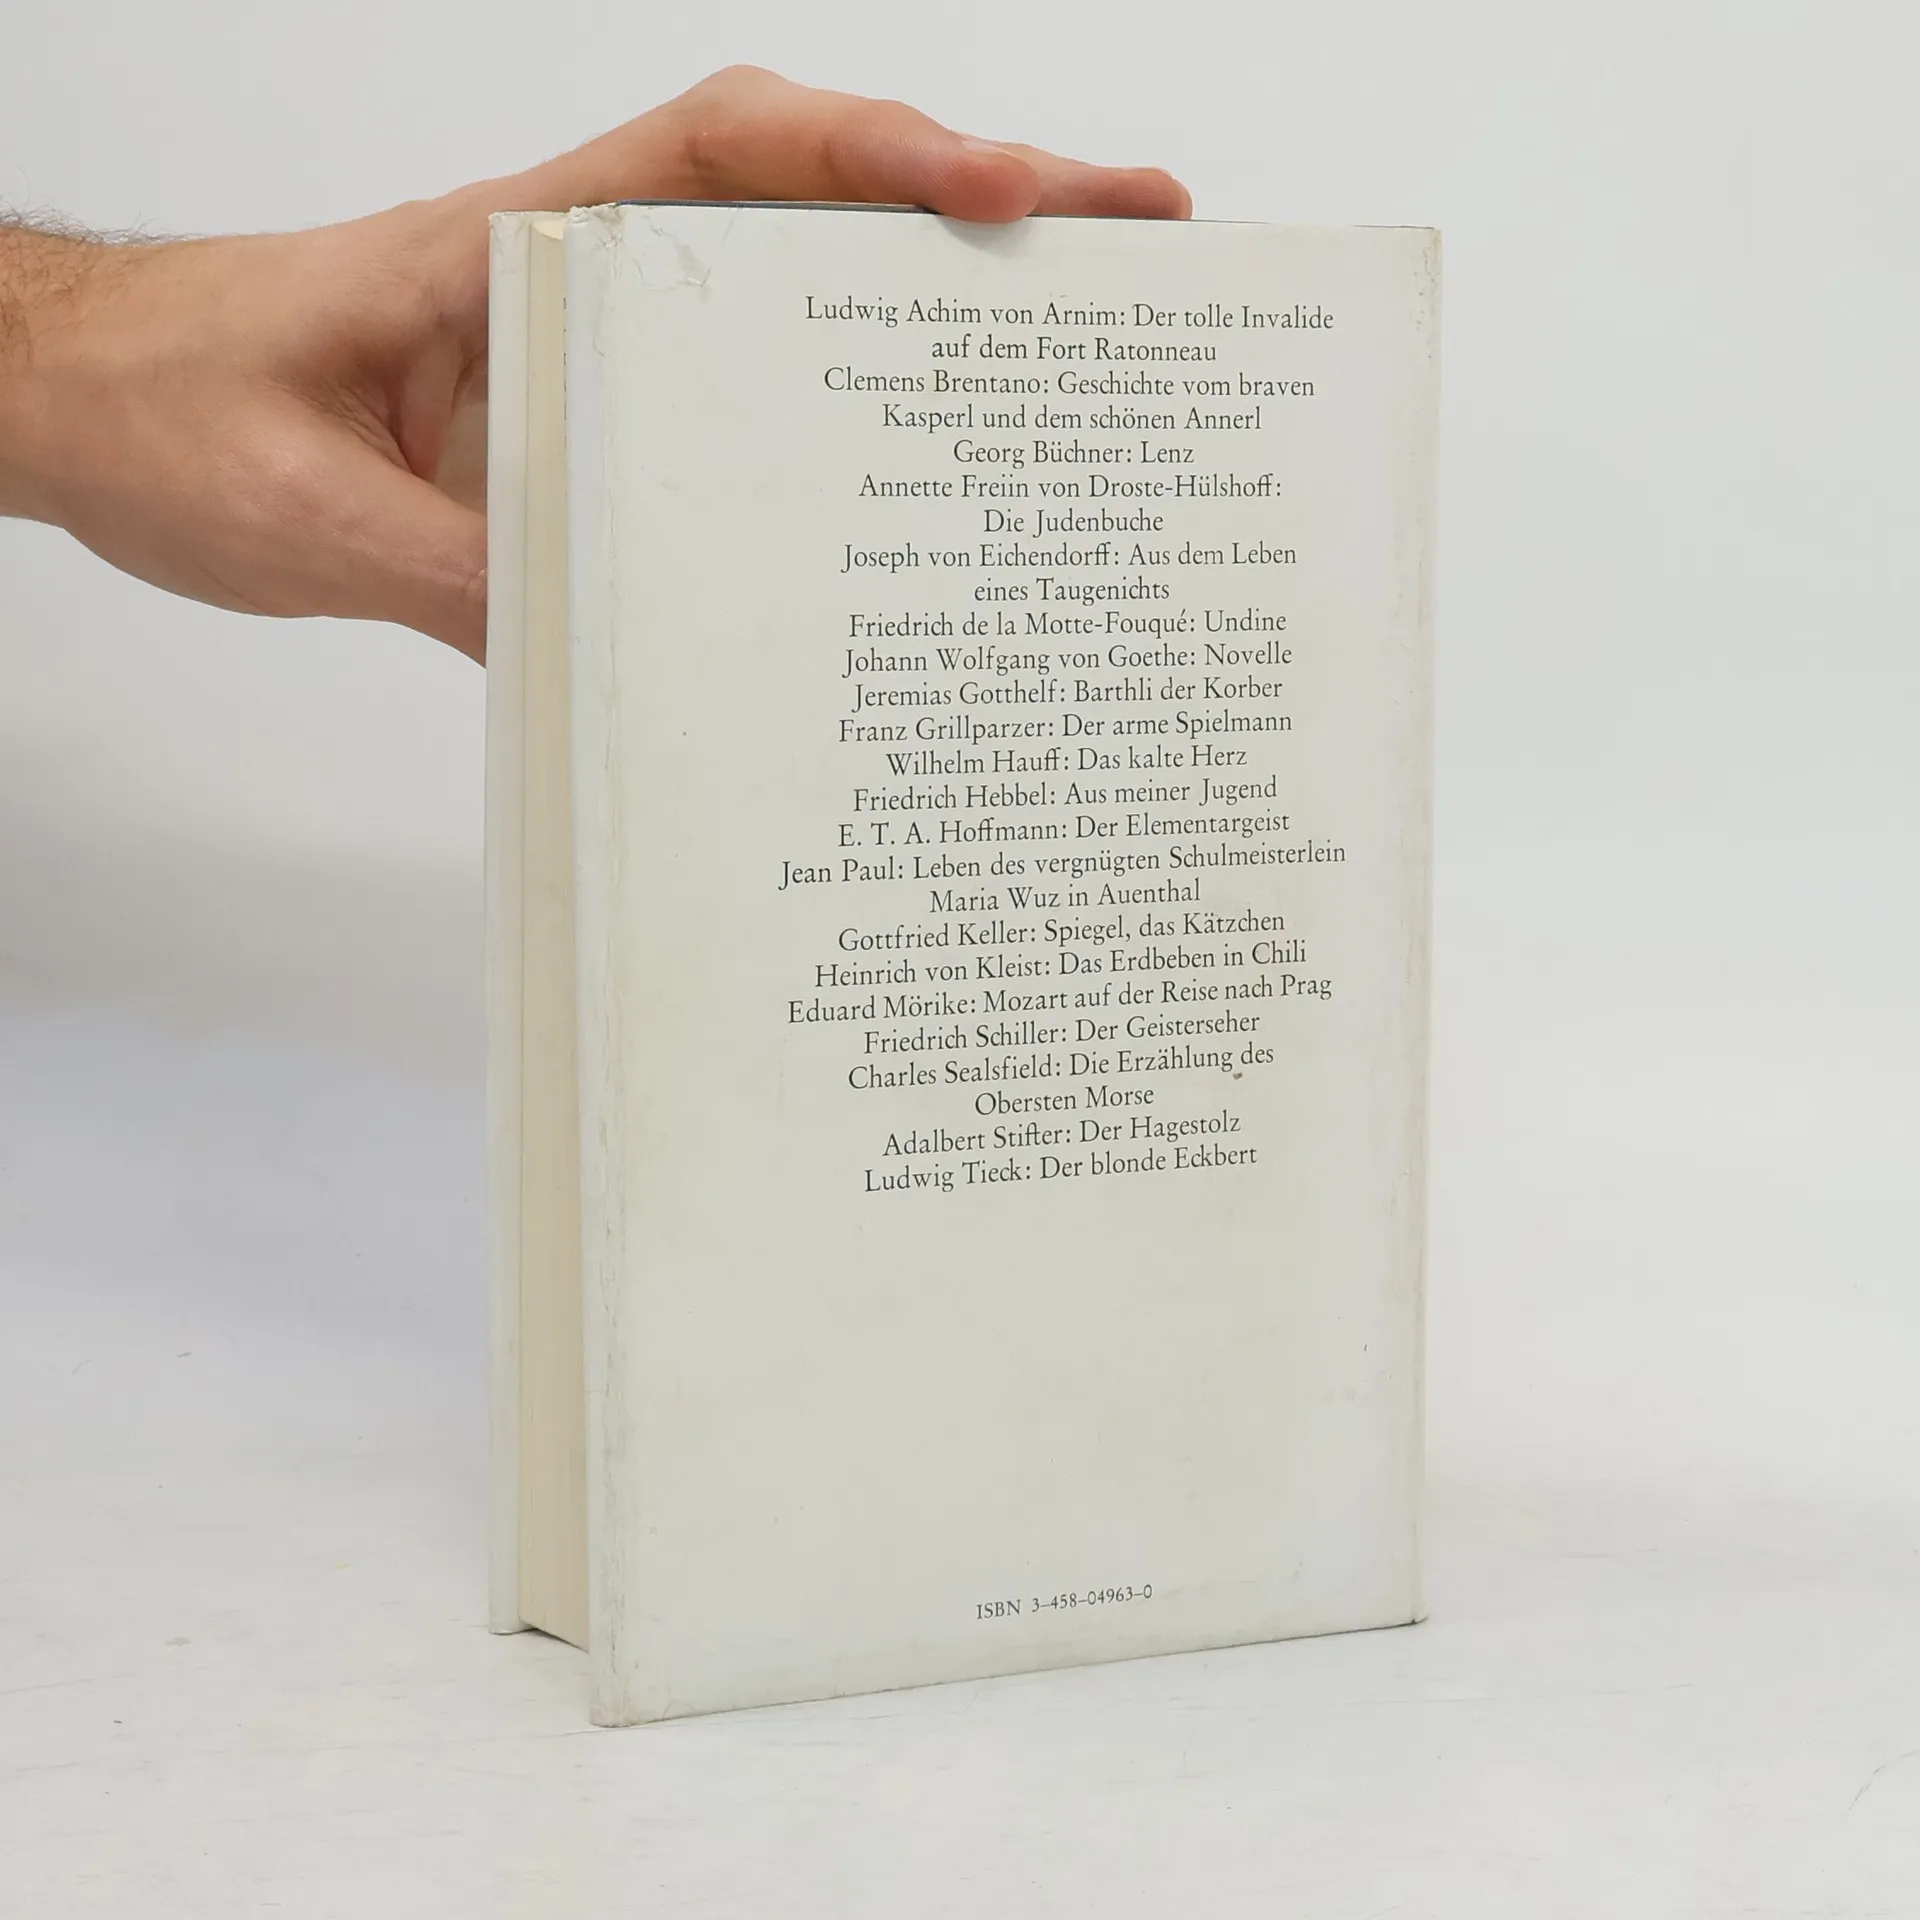 Ludwig Achim von Arnim: Der tolle Invalide
auf dem Fort Ratonneau
Clemens Brentano: Geschichte vom braven
Kasperl und dem schönen Annerl
Georg Büchner: Lenz
Annette Freiin von Droste-Hülshoff:
Die Judenbuche
Joseph von Eichendorff: Aus dem Leben
eines Taugenichts
Friedrich de la Motte-Fouqué: Undine
Johann Wolfgang von Goethe: Novelle
Jeremias Gotthelf: Barthli der Korber
Franz Grillparzer: Der arme Spielmann
Wilhelm Hauff: Das kalte Herz
Friedrich Hebbel: Aus meiner Jugend
E. T. A. Hoffmann: Der Elementargeist
Jean Paul: Leben des vergnügten Schulmeisterlein
Maria Wuz in Auenthal
Gottfried Keller: Spiegel, das Kätzchen
Heinrich von Kleist: Das Erdbeben in Chili
Eduard Mörike: Mozart auf der Reise nach Prag
Friedrich Schiller: Der Geisterseher
Charles Sealsfield: Die Erzählung des
Obersten Morse
Adalbert Stifter: Der Hagestolz
Ludwig Tieck: Der blonde Eckbert
ISBN 3–458–04963–0